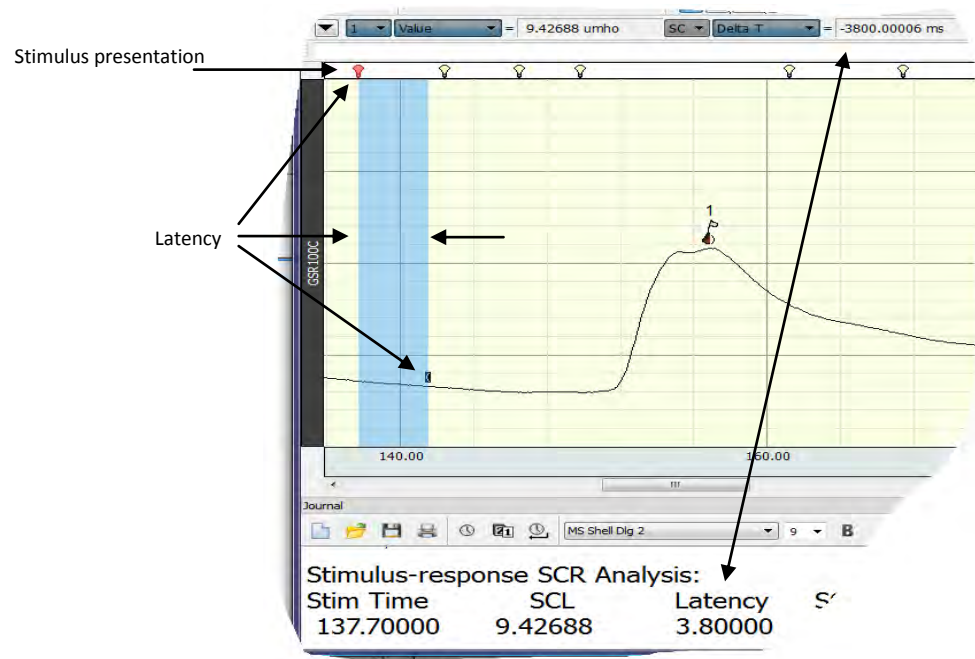 1 Value = 9.42688 umho SC Delta T = -3800.00006 ms
Stimulus presentation
1
Latency
GSR100C
140.00 160.00
Journal
MS Shell Dlg 2 9 B
Stimulus-response SCR Analysis:
Stim Time SCL Latency
137.70000 9.42688 3.80000